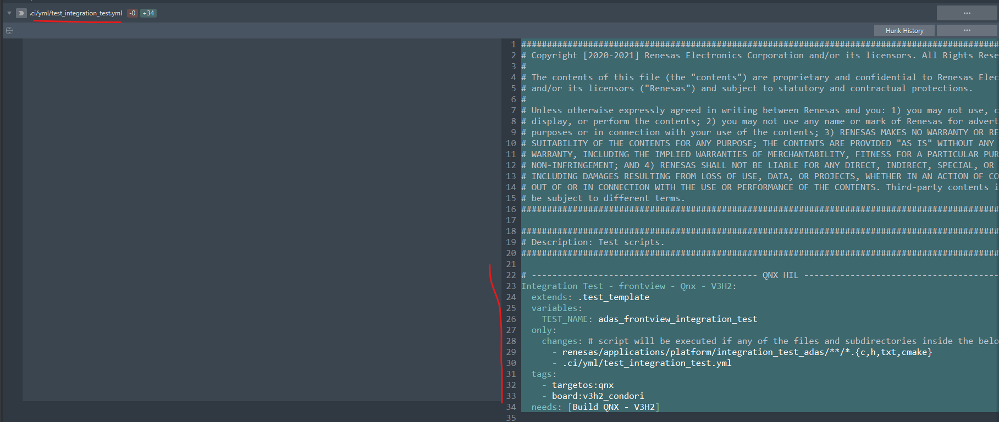 .ci/yml/test_integration_test.yml -0 +34
...
Hunk History ...
1 ##############################################################################################
2 # Copyright [2020-2021] Renesas Electronics Corporation and/or its licensors. All Rights Rese
3 #
4 # The contents of this file (the "contents") are proprietary and confidential to Renesas Elec
5 # and/or its licensors ("Renesas") and subject to statutory and contractual protections.
6 #
7 # Unless otherwise expressly agreed in writing between Renesas and you: 1) you may not use, c
8 # display, or perform the contents; 2) you may not use any name or mark of Renesas for advert
9 # purposes or in connection with your use of the contents; 3) RENESAS MAKES NO WARRANTY OR RE
10 # SUITABILITY OF THE CONTENTS FOR ANY PURPOSE; THE CONTENTS ARE PROVIDED "AS IS" WITHOUT ANY
11 # WARRANTY, INCLUDING THE IMPLIED WARRANTIES OF MERCHANTABILITY, FITNESS FOR A PARTICULAR PUR
12 # NON-INFRINGEMENT; AND 4) RENESAS SHALL NOT BE LIABLE FOR ANY DIRECT, INDIRECT, SPECIAL, OR
13 # INCLUDING DAMAGES RESULTING FROM LOSS OF USE, DATA, OR PROJECTS, WHETHER IN AN ACTION OF CO
14 # OUT OF OR IN CONNECTION WITH THE USE OR PERFORMANCE OF THE CONTENTS. Third-party contents i
15 # be subject to different terms.
16 ##############################################################################################
17
18 ##############################################################################################
19 # Description: Test scripts.
20 ##############################################################################################
21
22 # -------------------------------------------- QNX HIL --------------------------------------
23 Integration Test - frontview - Qnx - V3H2:
24   extends: .test_template
25   variables:
26     TEST_NAME: adas_frontview_integration_test
27   only:
28     changes: # script will be executed if any of the files and subdirectories inside the belo
29       - renesas/applications/platform/integration_test_adas/**/*.{c,h,txt,cmake}
30       - .ci/yml/test_integration_test.yml
31   tags:
32     - targetos:qnx
33     - board:v3h2_condori
34   needs: [Build QNX - V3H2]
35